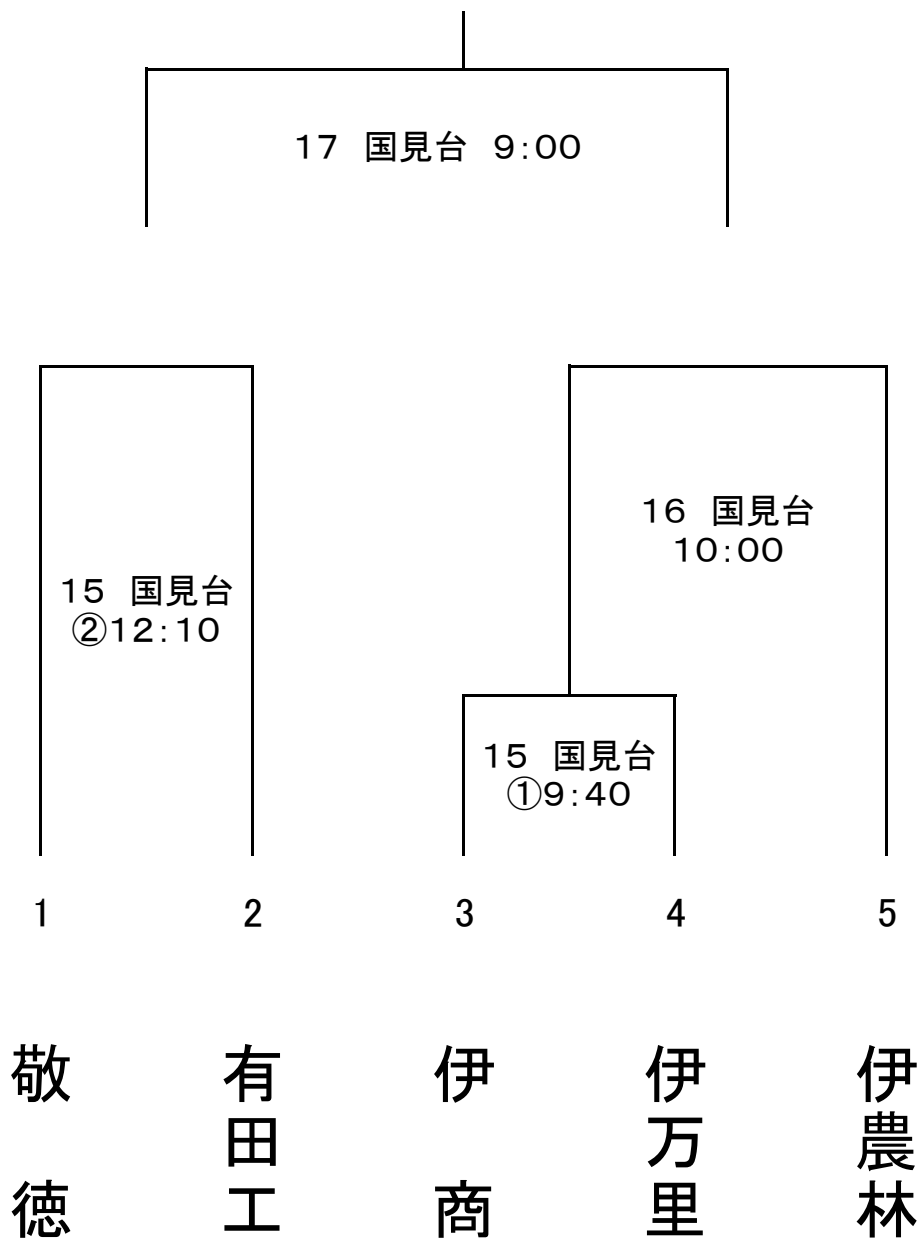 17　国見台　9:00
16　国見台
10:00
15　国見台
②12:10
15　国見台
①9:40
1
2
3
4
5
敬徳
有田工
伊商
伊万里
伊農林